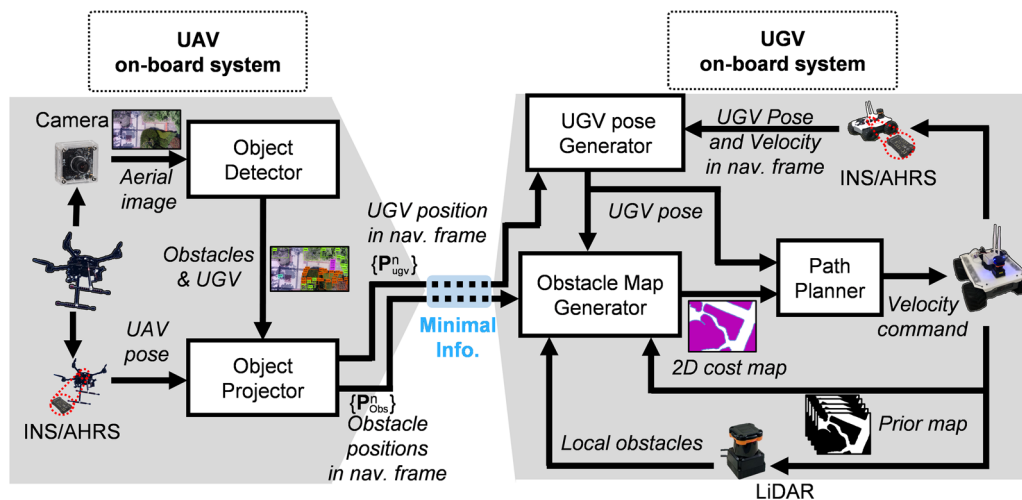 UAV
on-board system
UGV
on-board system
Camera
Aerial
image
Object
Detector
Obstacles
& UGV
UAV
pose
INS/AHRS
Object
Projector
UGV position
in nav. frame
{Pⁿugv}
{PⁿObs}
Obstacle
positions
in nav. frame
Minimal
Info.
UGV pose
Generator
UGV Pose
and Velocity
in nav. frame
INS/AHRS
UGV pose
Obstacle Map
Generator
2D cost map
Path
Planner
Velocity
command
Prior map
Local obstacles
LiDAR